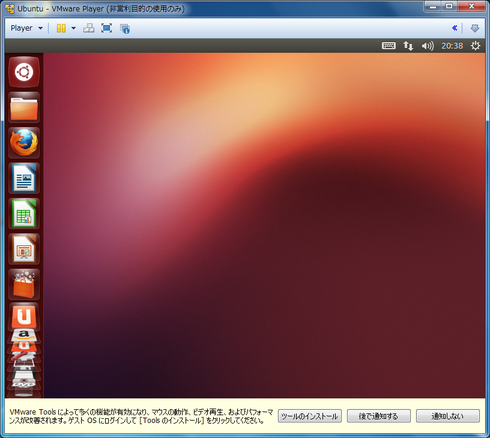 Ubuntu - VMware Player (非営利目的の使用のみ)
Player
20:38
VMware Tools によって多くの機能が有効になり、マウスの動作、ビデオ再生、およびパフォーマ
ンスが改善されます。ゲスト OS にログインして [Tools のインストール] をクリックしてください。
ツールのインストール
後で通知する
通知しない